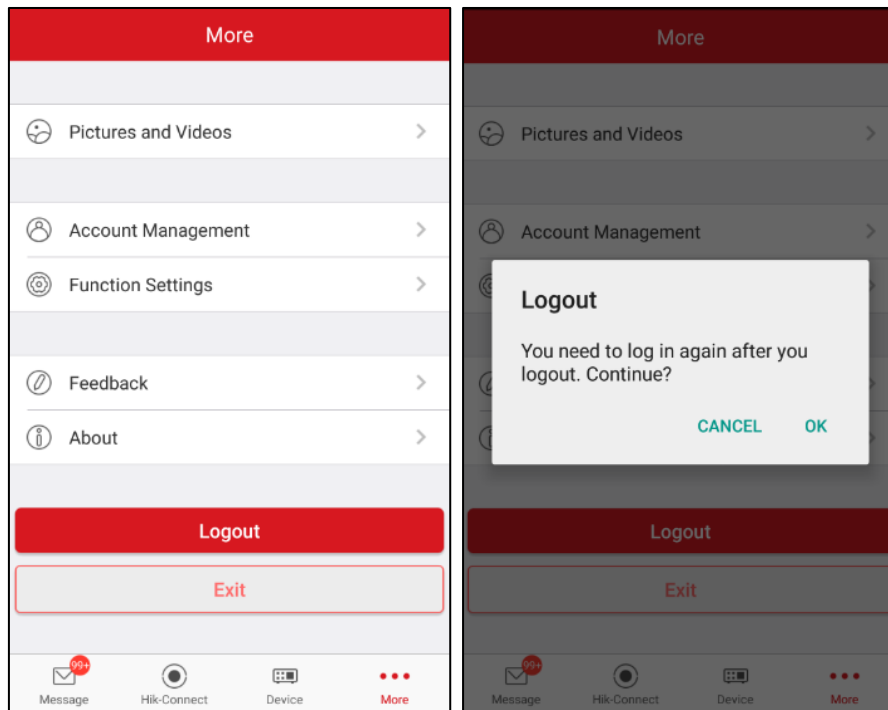 More
Pictures and Videos
Account Management
Function Settings
Feedback
About
Logout
Exit
99+
Message
Hik-Connect
Device
More
More
Pictures and Videos
Account Management
Logout
You need to log in again after you
logout. Continue?
CANCEL OK
Logout
Exit
99+
Message
Hik-Connect
Device
More